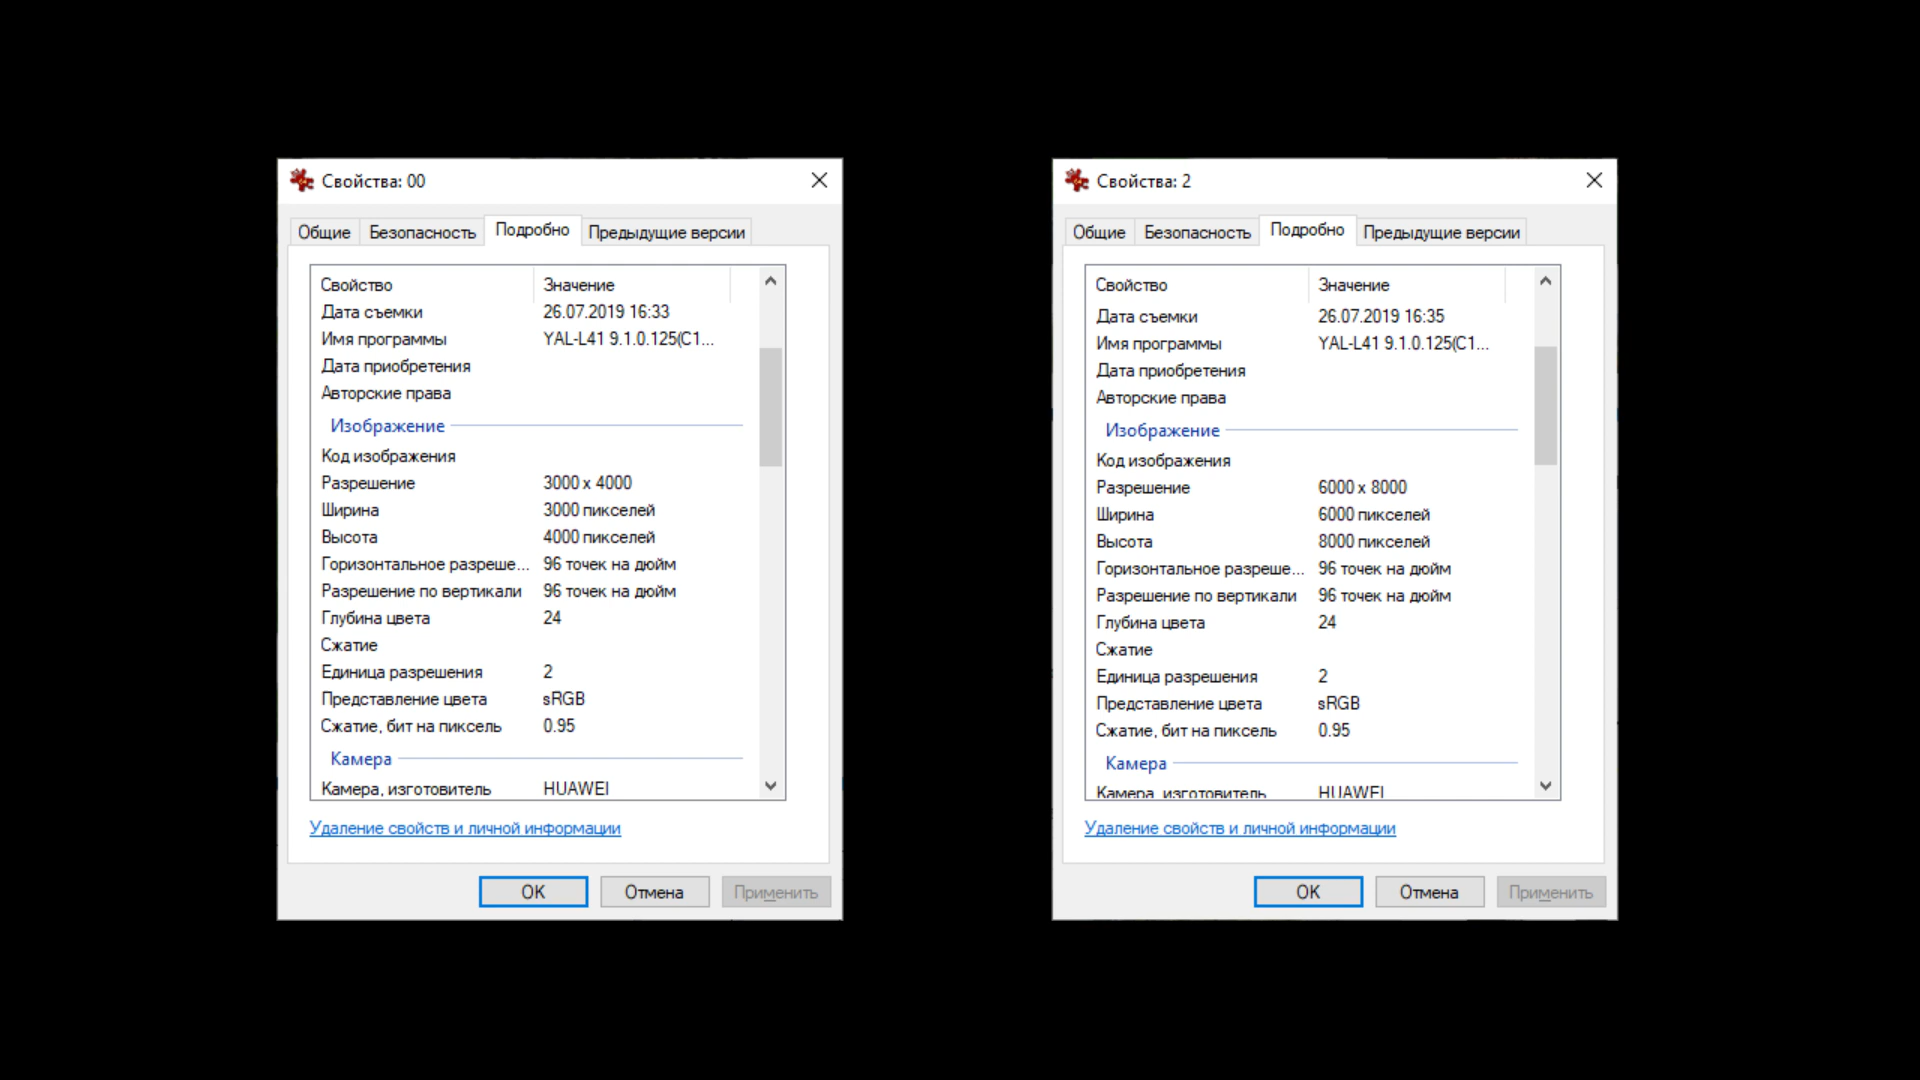 Свойства: 00
Общие Безопасность Подробно Предыдущие версии
Свойство Значение
Дата съемки 26.07.2019 16:33
Имя программы YAL-L41 9.1.0.125(C1...
Дата приобретения
Авторские права
Изображение
Код изображения
Разрешение 3000 x 4000
Ширина 3000 пикселей
Высота 4000 пикселей
Горизонтальное разреше... 96 точек на дюйм
Разрешение по вертикали 96 точек на дюйм
Глубина цвета 24
Сжатие
Единица разрешения 2
Представление цвета sRGB
Сжатие, бит на пиксель 0.95
Камера
Камера, изготовитель HUAWEI
Удаление свойств и личной информации
OK Отмена Применить
Свойства: 2
Общие Безопасность Подробно Предыдущие версии
Свойство Значение
Дата съемки 26.07.2019 16:35
Имя программы YAL-L41 9.1.0.125(C1...
Дата приобретения
Авторские права
Изображение
Код изображения
Разрешение 6000 x 8000
Ширина 6000 пикселей
Высота 8000 пикселей
Горизонтальное разреше... 96 точек на дюйм
Разрешение по вертикали 96 точек на дюйм
Глубина цвета 24
Сжатие
Единица разрешения 2
Представление цвета sRGB
Сжатие, бит на пиксель 0.95
Камера
Камера, изготовитель HUAWEI
Удаление свойств и личной информации
OK Отмена Применить